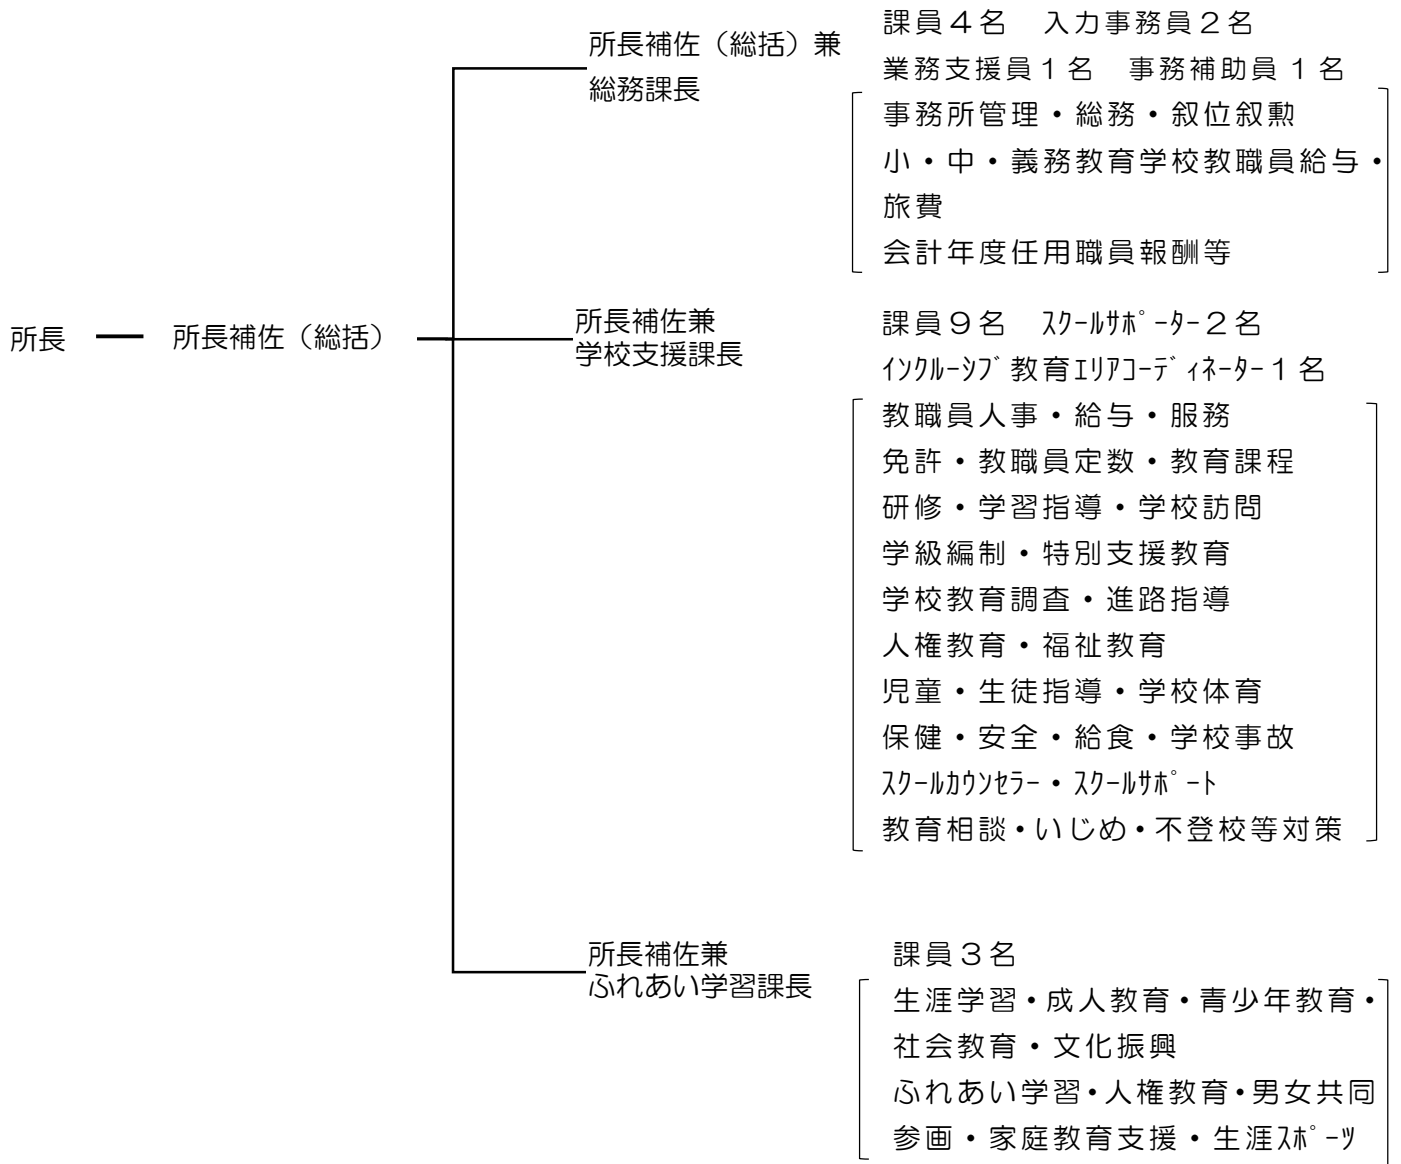 所長
所長補佐（総括）
所長補佐（総括）兼
総務課長
課員４名　入力事務員２名
業務支援員１名　事務補助員１名
事務所管理・総務・叙位叙勲
小・中・義務教育学校教職員給与・
旅費
会計年度任用職員報酬等
所長補佐兼
学校支援課長
課員９名　ｽｸｰﾙｻﾎﾟｰﾀｰ２名
ｲﾝｸﾙｰｼﾌﾞ教育ｴﾘｱｺｰﾃﾞｨﾈｰﾀｰ１名
教職員人事・給与・服務
免許・教職員定数・教育課程
研修・学習指導・学校訪問
学級編制・特別支援教育
学校教育調査・進路指導
人権教育・福祉教育
児童・生徒指導・学校体育
保健・安全・給食・学校事故
ｽｸｰﾙｶｳﾝｾﾗｰ・ｽｸｰﾙｻﾎﾟｰﾄ
教育相談・いじめ・不登校等対策
所長補佐兼
ふれあい学習課長
課員３名
生涯学習・成人教育・青少年教育・
社会教育・文化振興
ふれあい学習・人権教育・男女共同
参画・家庭教育支援・生涯ｽﾎﾟｰﾂ